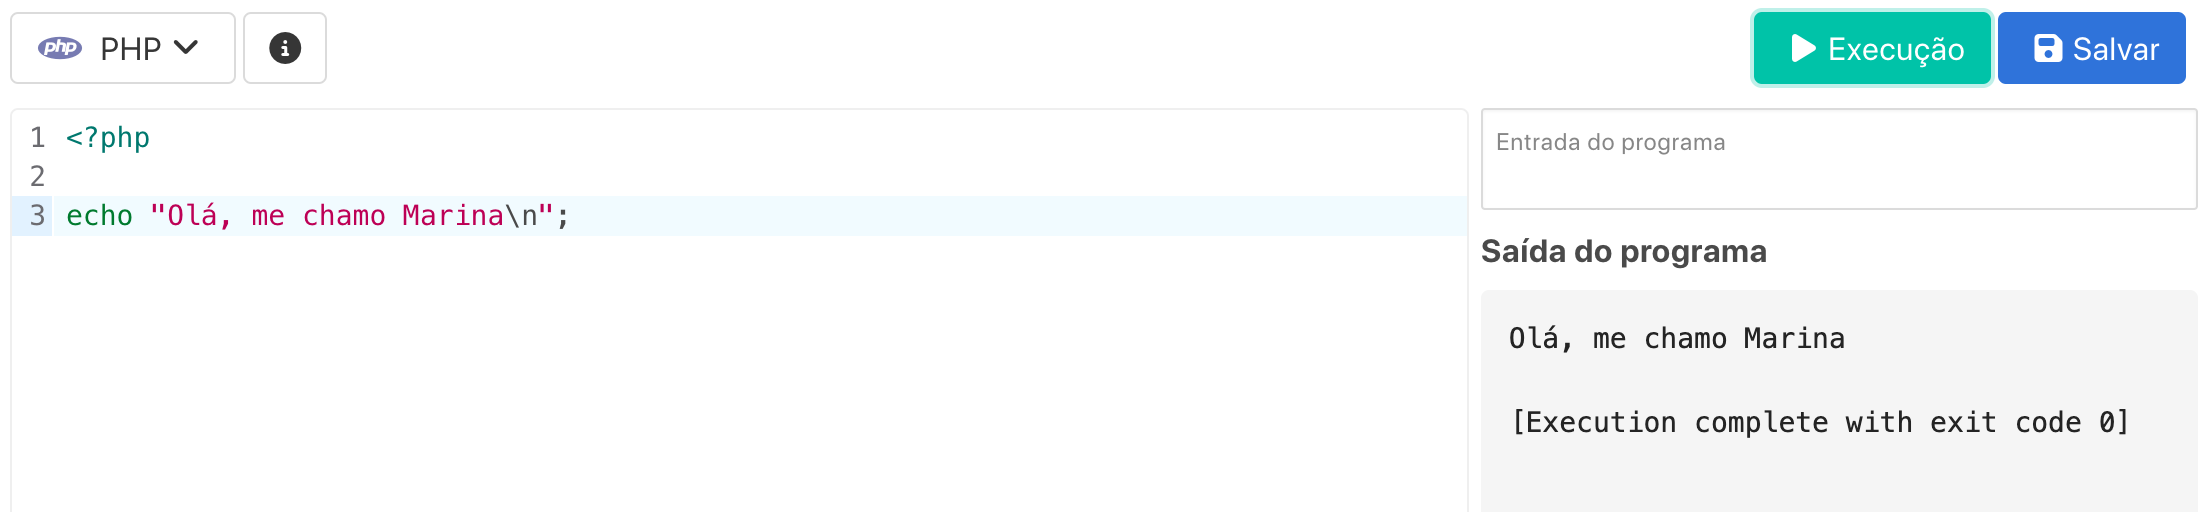 php PHP
Execução
Salvar
1 <?php
2
3 echo "Olá, me chamo Marina\n";
Entrada do programa
Saída do programa
Olá, me chamo Marina
[Execution complete with exit code 0]